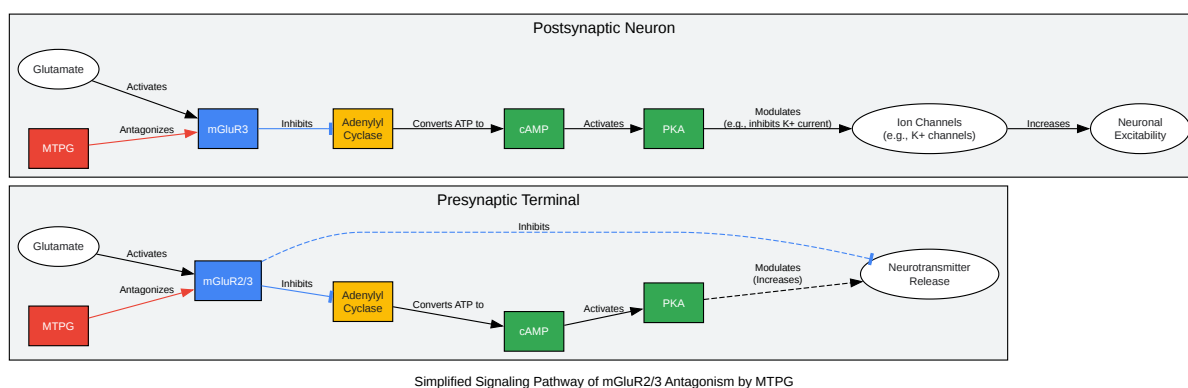 Postsynaptic Neuron
Glutamate
Activates
MTPG
Antagonizes
mGluR3
Inhibits
Adenylyl
Cyclase
Converts ATP to
cAMP
Activates
PKA
Modulates
(e.g., inhibits K+ current)
Ion Channels
(e.g., K+ channels)
Increases
Neuronal
Excitability
Presynaptic Terminal
Glutamate
Activates
MTPG
Antagonizes
mGluR2/3
Inhibits
Inhibits
Adenylyl
Cyclase
Converts ATP to
cAMP
Activates
PKA
Modulates
(Increases)
Neurotransmitter
Release
Simplified Signaling Pathway of mGluR2/3 Antagonism by MTPG